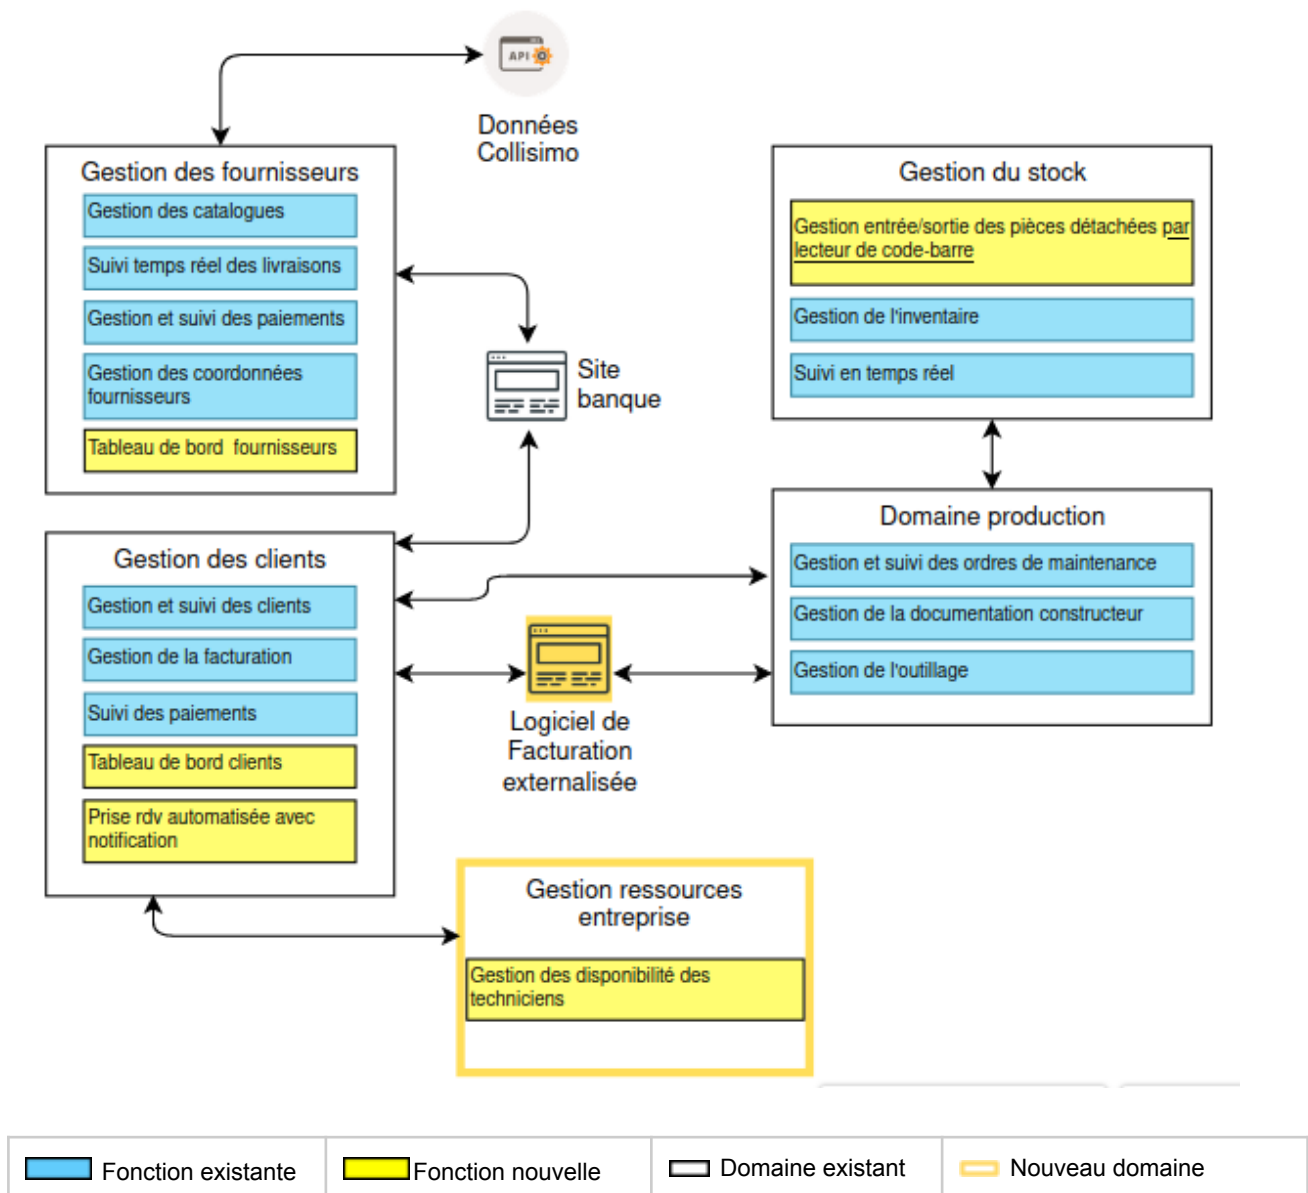 API
Données
Collisimo
Gestion des fournisseurs
Gestion des catalogues
Suivi temps réel des livraisons
Gestion et suivi des paiements
Gestion des coordonnées
fournisseurs
Tableau de bord fournisseurs
Site
banque
Gestion du stock
Gestion entrée/sortie des pièces détachées par
lecteur de code-barre
Gestion de l'inventaire
Suivi en temps réel
Gestion des clients
Gestion et suivi des clients
Gestion de la facturation
Suivi des paiements
Tableau de bord clients
Prise rdv automatisée avec
notification
Logiciel de
Facturation
externalisée
Domaine production
Gestion et suivi des ordres de maintenance
Gestion de la documentation constructeur
Gestion de l'outillage
Gestion ressources
entreprise
Gestion des disponibilité des
techniciens
Fonction existante
Fonction nouvelle
Domaine existant
Nouveau domaine